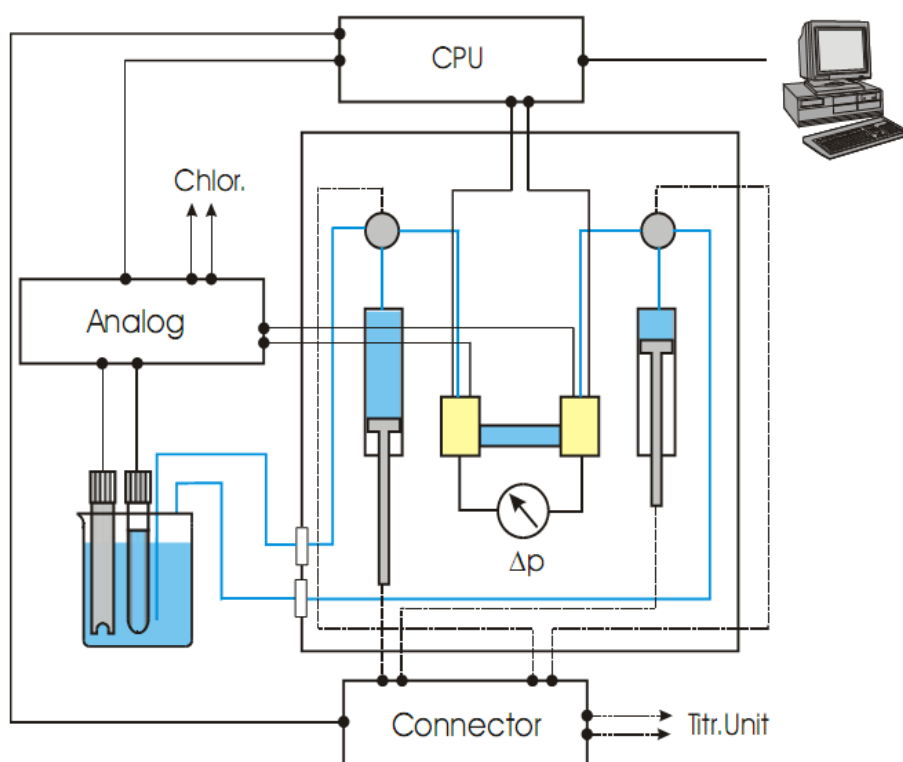 CPU
Chlor.
Analog
Δp
Connector
Titr.Unit